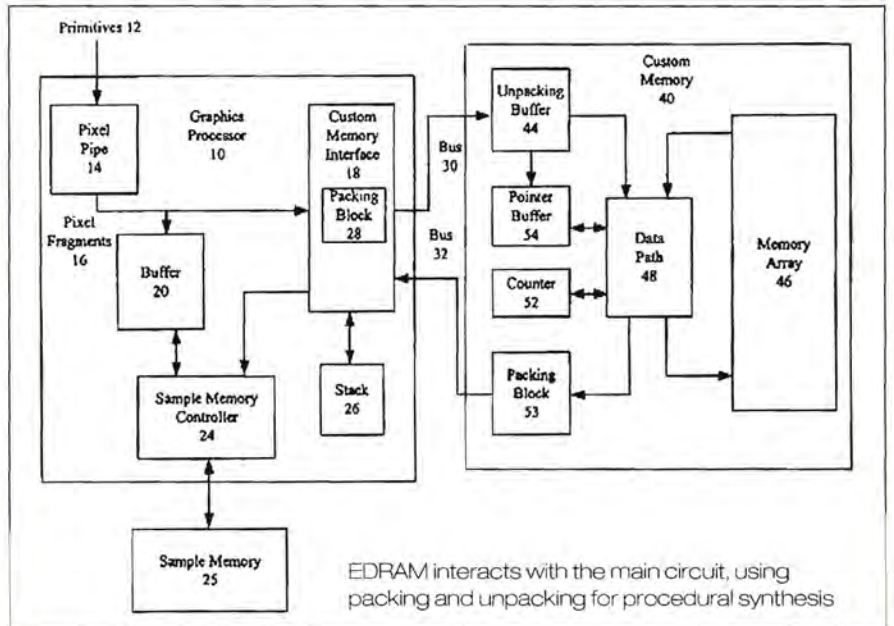 Primitives 12
Pixel
Pipe
14
Graphics
Processor
10
Custom
Memory
Interface
18
Packing
Block
28
Pixel
Fragments
16
Buffer
20
Sample Memory
Controller
24
Stack
26
Sample Memory
25
Bus
30
Bus
32
Unpacking
Buffer
44
Custom
Memory
40
Pointer
Buffer
54
Counter
52
Packing
Block
53
Data
Path
48
Memory
Array
46
EDRAM interacts with the main circuit, using
packing and unpacking for procedural synthesis